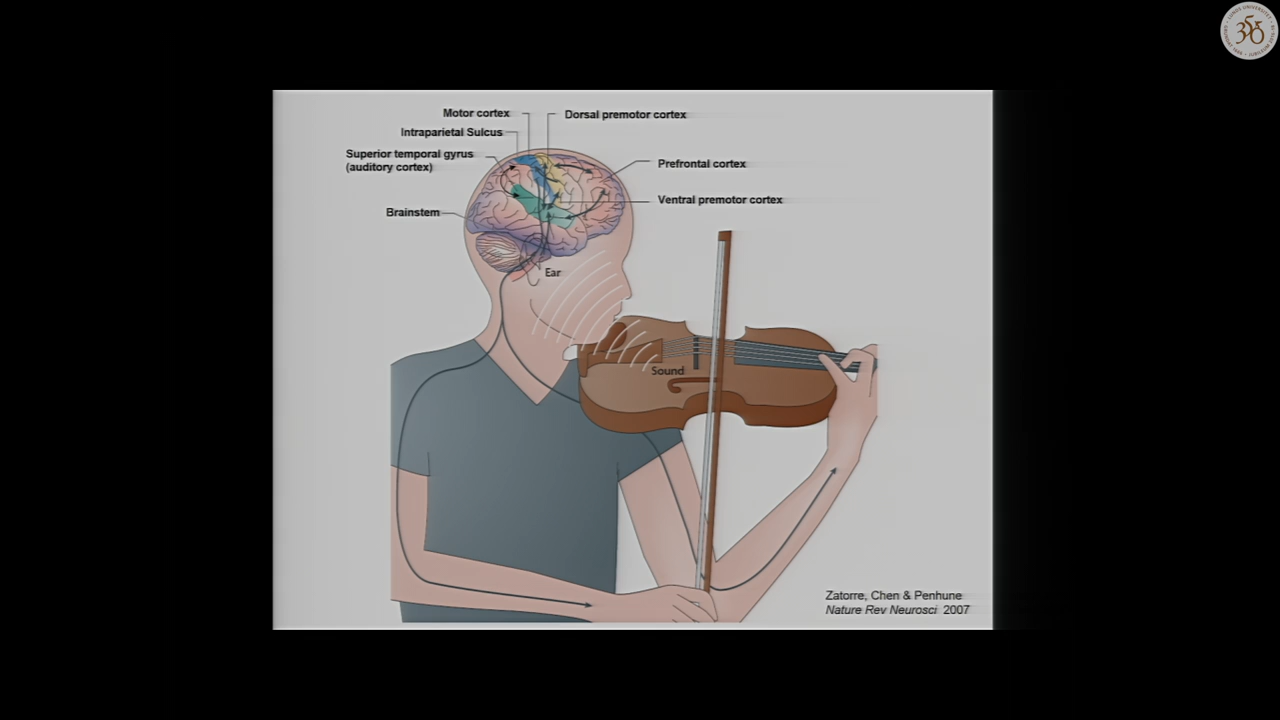 Motor cortex
Dorsal premotor cortex
Intraparietal Sulcus
Superior temporal gyrus
(auditory cortex)
Prefrontal cortex
Ventral premotor cortex
Brainstem
Ear
Sound
Zatorre, Chen & Penhune
Nature Rev Neurosci 2007
350